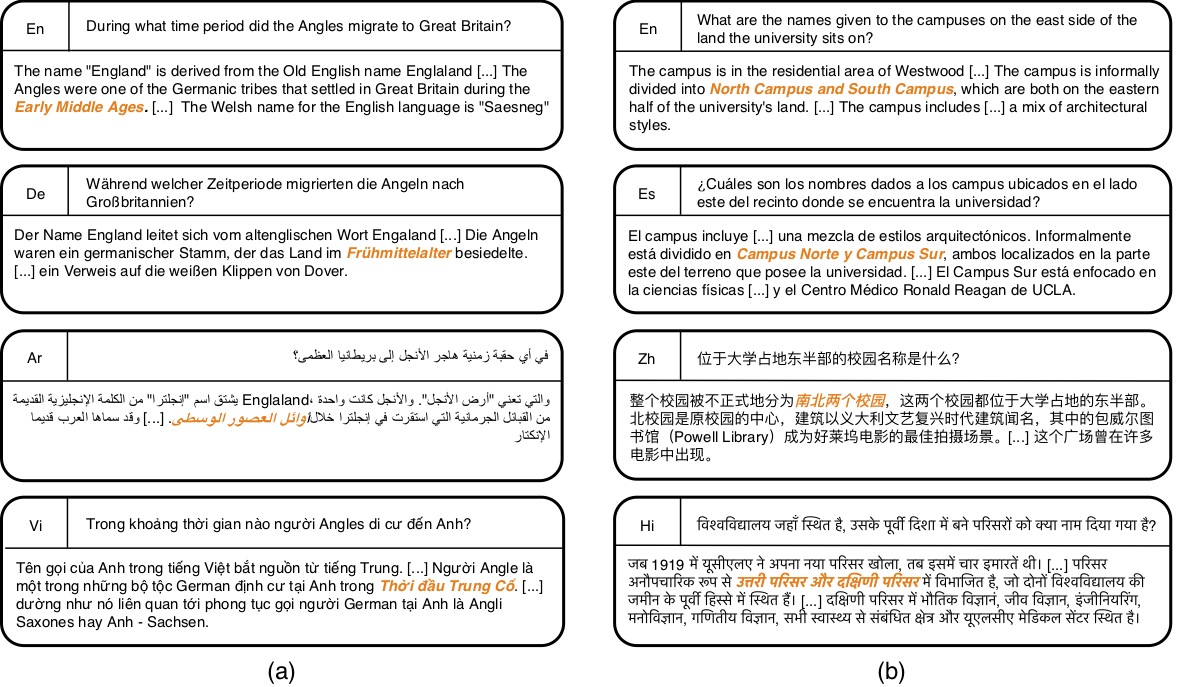 En
During what time period did the Angles migrate to Great Britain?
The name "England" is derived from the Old English name Englaland [...] The
Angles were one of the Germanic tribes that settled in Great Britain during the
Early Middle Ages. [...] The Welsh name for the English language is "Saesneg"
De
Während welcher Zeitperiode migrierten die Angeln nach
Großbritannien?
Der Name England leitet sich vom altenglischen Wort Engaland [...] Die Angeln
waren ein germanischer Stamm, der das Land im Frühmittelalter besiedelte.
[...] ein Verweis auf die weißen Klippen von Dover.
Ar
في أي حقبة زمنية هاجر الأنجل إلى بريطانيا العظمى؟
والتي تعني "أرض الأنجل". والأنجل كانت واحدة ،Englaland يشتق اسم "إنجلترا" من الكلمة الإنجليزية القديمة
من القبائل الجرمانية التي استقرت في إنجلترا خلال أوائل العصور الوسطى. [...] وقد سماها العرب قديما
الإنكتار
Vi
Trong khoảng thời gian nào người Angles di cư đến Anh?
Tên gọi của Anh trong tiếng Việt bắt nguồn từ tiếng Trung. [...] Người Angle là
một trong những bộ tộc German định cư tại Anh trong Thời đầu Trung Cổ. [...]
dường như nó liên quan tới phong tục gọi người German tại Anh là Angli
Saxones hay Anh - Sachsen.
(a)
En
What are the names given to the campuses on the east side of the
land the university sits on?
The campus is in the residential area of Westwood [...] The campus is informally
divided into North Campus and South Campus, which are both on the eastern
half of the university's land. [...] The campus includes [...] a mix of architectural
styles.
Es
¿Cuáles son los nombres dados a los campus ubicados en el lado
este del recinto donde se encuentra la universidad?
El campus incluye [...] una mezcla de estilos arquitectónicos. Informalmente
está dividido en Campus Norte y Campus Sur, ambos localizados en la parte
este del terreno que posee la universidad. [...] El Campus Sur está enfocado en
la ciencias físicas [...] y el Centro Médico Ronald Reagan de UCLA.
Zh
位于大学占地东半部的校园名称是什么?
整个校园被不正式地分为南北两个校园，这两个校园都位于大学占地的东半部。
北校园是原校园的中心，建筑以义大利文艺复兴时代建筑闻名，其中的包威尔图
书馆（Powell Library）成为好莱坞电影的最佳拍摄场景。[...] 这个广场曾在许多
电影中出现。
Hi
विश्वविद्यालय जहाँ स्थित है, उसके पूर्वी दिशा में बने परिसरों को क्या नाम दिया गया है?
जब 1919 में यूसीएलए ने अपना नया परिसर खोला, तब इसमें चार इमारतें थी। [...] परिसर
अनौपचारिक रूप से उत्तरी परिसर और दक्षिणी परिसर में विभाजित है, जो दोनों विश्वविद्यालय की
जमीन के पूर्वी हिस्से में स्थित हैं। [...] दक्षिणी परिसर में भौतिक विज्ञान, जीव विज्ञान, इंजीनियरिंग,
मनोविज्ञान, गणितीय विज्ञान, सभी स्वास्थ्य से संबंधित क्षेत्र और यूएलसीए मेडिकल सेंटर स्थित है।
(b)